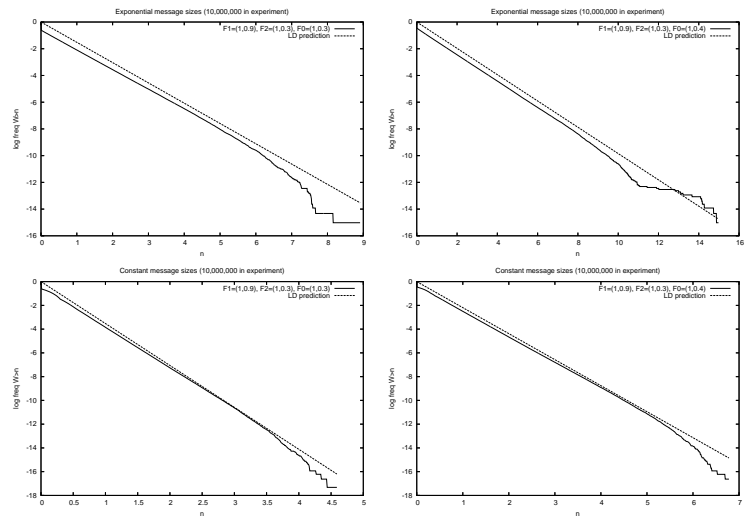 Exponential message sizes (10,000,000 in experiment)
F1=(1,0.9), F2=(1,0.3), F0=(1,0.3)
LD prediction
log freq W>n
0
-2
-4
-6
-8
-10
-12
-14
-16
0 1 2 3 4 5 6 7 8 9
n
Exponential message sizes (10,000,000 in experiment)
F1=(1,0.9), F2=(1,0.3), F0=(1,0.4)
LD prediction
log freq W>n
0
-2
-4
-6
-8
-10
-12
-14
-16
0 2 4 6 8 10 12 14 16
n
Constant message sizes (10,000,000 in experiment)
F1=(1,0.9), F2=(1,0.3), F0=(1,0.3)
LD prediction
log freq W>n
0
-2
-4
-6
-8
-10
-12
-14
-16
-18
0 0.5 1 1.5 2 2.5 3 3.5 4 4.5 5
n
Constant message sizes (10,000,000 in experiment)
F1=(1,0.9), F2=(1,0.3), F0=(1,0.4)
LD prediction
log freq W>n
0
-2
-4
-6
-8
-10
-12
-14
-16
-18
0 1 2 3 4 5 6 7
n